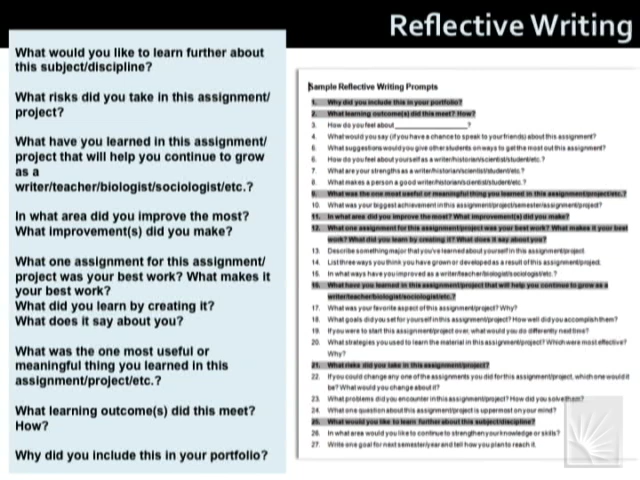 Reflective Writing
What would you like to learn further about
this subject/discipline?
What risks did you take in this assignment/
project?
What have you learned in this assignment/
project that will help you continue to grow
as a
writer/teacher/biologist/sociologist/etc.?
In what area did you improve the most?
What improvement(s) did you make?
What one assignment for this assignment/
project was your best work? What makes it
your best work?
What did you learn by creating it?
What does it say about you?
What was the one most useful or
meaningful thing you learned in this
assignment/project/etc.?
What learning outcome(s) did this meet?
How?
Why did you include this in your portfolio?
Sample Reflective Writing Prompts
1. Why did you include this in your portfolio?
2. What learning outcome(s) did this meet? How?
3. How do you feel about ____________?
4. What would you say if you have a chance to speak to your friend(s) about this assignment?
5. What suggestions would you give other students on ways to get the most out this assignment?
6. How do you feel about yourself as a writer/historian/scientist/student/etc.?
7. What are your strengths as a writer/historian/scientist/student/etc.?
8. What makes a person a good writer/historian/scientist/student/etc.?
9. What was the one most useful or meaningful thing you learned in this assignment/project/etc.?
10. What was your biggest achievement in this assignment/project/semester/assignment/project?
11. In what area did you improve the most? What improvement(s) did you make?
12. What one assignment for this assignment/project was your best work? What makes it your best
work? What did you learn by creating it? What does it say about you?
13. Describe something major that you've learned about yourself in this assignment/project
14. List three ways you think you have grown or developed as a result of this assignment/project.
15. In what ways have you improved as a writer/teacher/biologist/sociologist/etc.?
16. What have you learned in this assignment/project that will help you continue to grow as a
writer/teacher/biologist/sociologist/etc.?
17. What was your favorite aspect of this assignment/project? Why?
18. What goals did you set for yourself in this assignment/project? How well did you accomplish them?
19. If you were to start this assignment/project over, what would you do differently next time?
20. What strategies you used to learn the material in this assignment/project? Which were most effective?
Why?
21. What risks did you take in this assignment/project?
22. If you could change any one of the assignments you did for this assignment/project, which one would it
be? What would you change about it?
23. What problems did you encounter in this assignment/project? How did you solve them?
24. What one question about this assignment/project is uppermost on your mind?
25. What would you like to learn further about this subject/discipline?
26. In what area would you like to continue to strengthen your knowledge or skills?
27. Write one goal for next semester/year and tell how you plan to reach it.